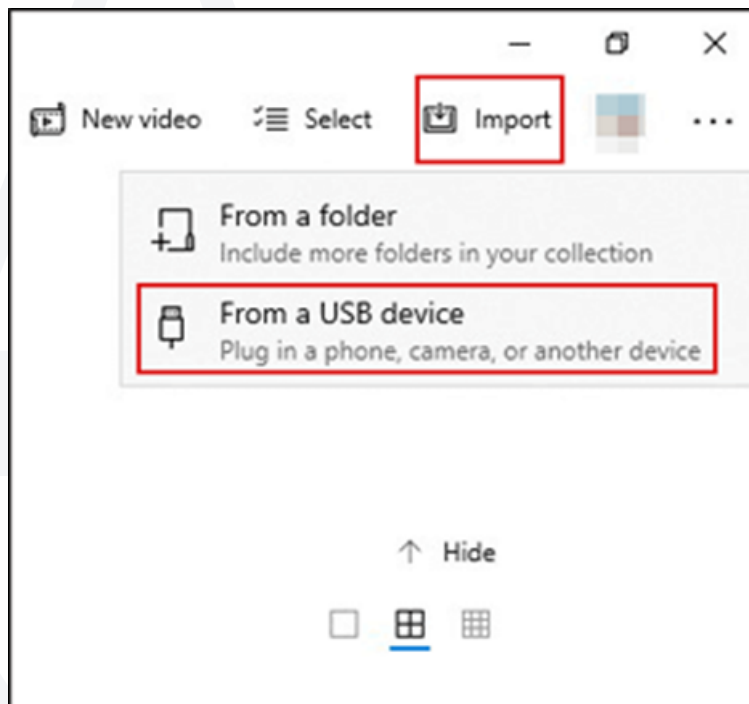 New video Select Import ...
From a folder
Include more folders in your collection
From a USB device
Plug in a phone, camera, or another device
Hide